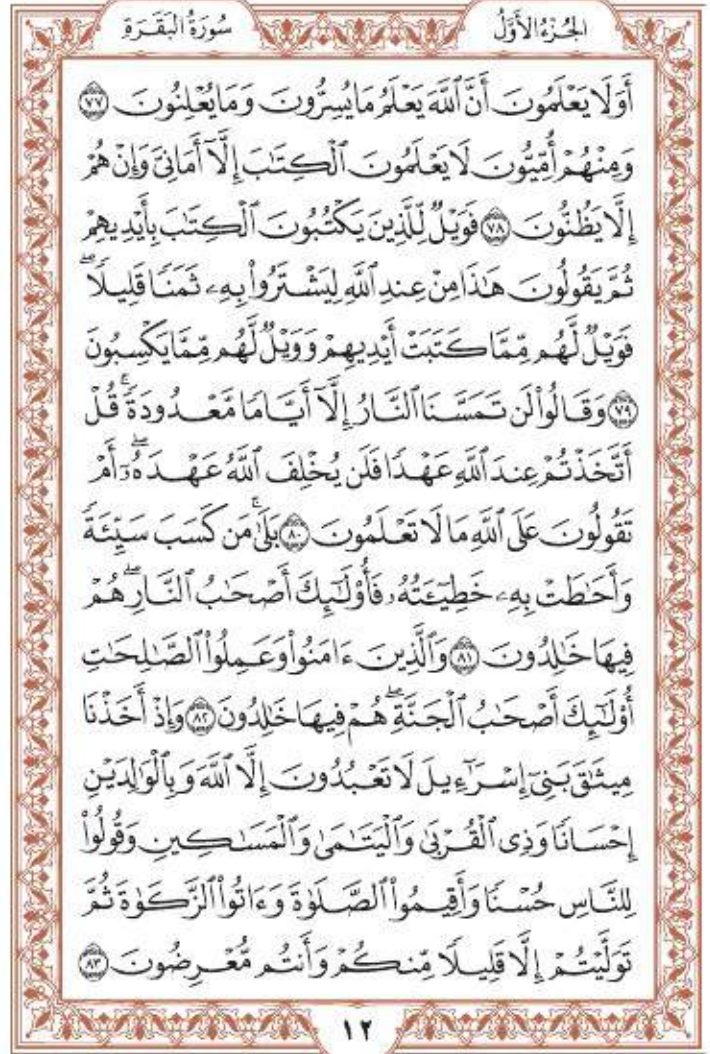 الجُزْءُ الأَوَّلُ
سُورَةُ البَقَرَةِ
أَوَلَا يَعْلَمُونَ أَنَّ ٱللَّهَ يَعْلَمُ مَا يُسِرُّونَ وَمَا يُعْلِنُونَ ٧٧
وَمِنْهُمْ أُمِّيُّونَ لَا يَعْلَمُونَ ٱلْكِتَٰبَ إِلَّآ أَمَانِىَّ وَإِنْ هُمْ
إِلَّا يَظُنُّونَ ٧٨ فَوَيْلٌ لِّلَّذِينَ يَكْتُبُونَ ٱلْكِتَٰبَ بِأَيْدِيهِمْ
ثُمَّ يَقُولُونَ هَٰذَا مِنْ عِندِ ٱللَّهِ لِيَشْتَرُوا۟ بِهِۦ ثَمَنًا قَلِيلًا ۖ
فَوَيْلٌ لَّهُم مِّمَّا كَتَبَتْ أَيْدِيهِمْ وَوَيْلٌ لَّهُم مِّمَّا يَكْسِبُونَ
٧٩ وَقَالُوا۟ لَن تَمَسَّنَا ٱلنَّارُ إِلَّآ أَيَّامًا مَّعْدُودَةً ۚ قُلْ
أَتَّخَذْتُمْ عِندَ ٱللَّهِ عَهْدًا فَلَن يُخْلِفَ ٱللَّهُ عَهْدَهُۥٓ ۖ أَمْ
تَقُولُونَ عَلَى ٱللَّهِ مَا لَا تَعْلَمُونَ ٨٠ بَلَىٰ ۚ مَن كَسَبَ سَيِّئَةً
وَأَحَٰطَتْ بِهِۦ خَطِيٓـَٔتُهُۥ فَأُو۟لَٰٓئِكَ أَصْحَٰبُ ٱلنَّارِ ۖ هُمْ
فِيهَا خَٰلِدُونَ ٨١ وَٱلَّذِينَ ءَامَنُوا۟ وَعَمِلُوا۟ ٱلصَّٰلِحَٰتِ
أُو۟لَٰٓئِكَ أَصْحَٰبُ ٱلْجَنَّةِ ۖ هُمْ فِيهَا خَٰلِدُونَ ٨٢ وَإِذْ أَخَذْنَا
مِيثَٰقَ بَنِىٓ إِسْرَٰٓءِيلَ لَا تَعْبُدُونَ إِلَّا ٱللَّهَ وَبِٱلْوَٰلِدَيْنِ
إِحْسَانًا وَذِى ٱلْقُرْبَىٰ وَٱلْيَتَٰمَىٰ وَٱلْمَسَٰكِينِ وَقُولُوا۟
لِلنَّاسِ حُسْنًا وَأَقِيمُوا۟ ٱلصَّلَوٰةَ وَءَاتُوا۟ ٱلزَّكَوٰةَ ثُمَّ
تَوَلَّيْتُمْ إِلَّا قَلِيلًا مِّنكُمْ وَأَنتُم مُّعْرِضُونَ ٨٣
١٢